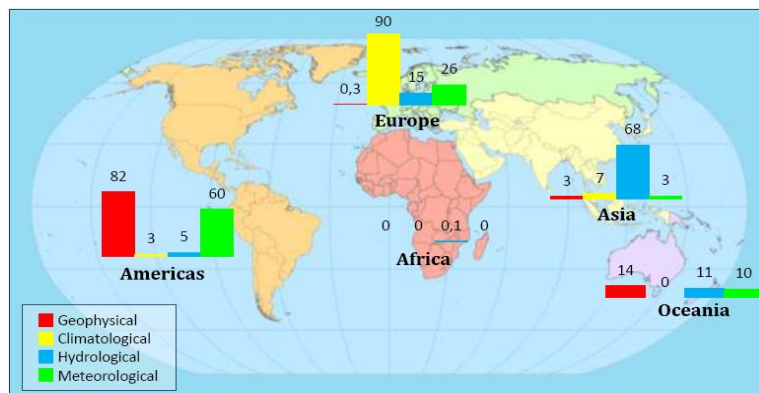 90
0,3 15 26
Europe
68
3 7 3
Asia
82
3 5 60
Americas
0 0 0,1 0
Africa
14 0 11 10
Oceania
Geophysical
Climatological
Hydrological
Meteorological